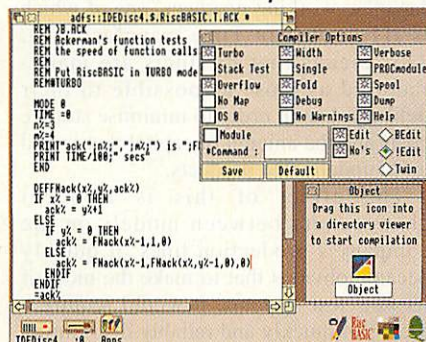 adfs::IDEDisc4.$.RiscBASIC.T.ACK *
REM >B.ACK
REM Ackerman's function tests
REM the speed of function calls
REM
REM Put RiscBASIC in TURBO mode
REM!TURBO
MODE 0
TIME =0
n%=3
m%=4
PRINT"ack(";n%;",";m%;") is ";F
PRINT TIME/100;" secs"
END
DEFFNack(x%,y%,ack%)
IF x% = 0 THEN
ack% = y%+1
ELSE
IF y% = 0 THEN
ack% = FNack(x%-1,1,0)
ELSE
ack% = FNack(x%-1,FNack(x%,y%-1,0),0)
ENDIF
ENDIF
=ack%
Compiler Options
Turbo Width Verbose
Stack Test Single PROCmodule
Overflow Fold Spool
No Map Debug Dump
OS 0 No Warnings Help
Module Edit BEdit
*Command : No's !Edit
Save Default Twin
Object
Drag this icon into
a directory viewer
to start compilation
Object
IDEDisc4 :0 Apps
Risc
BASIC